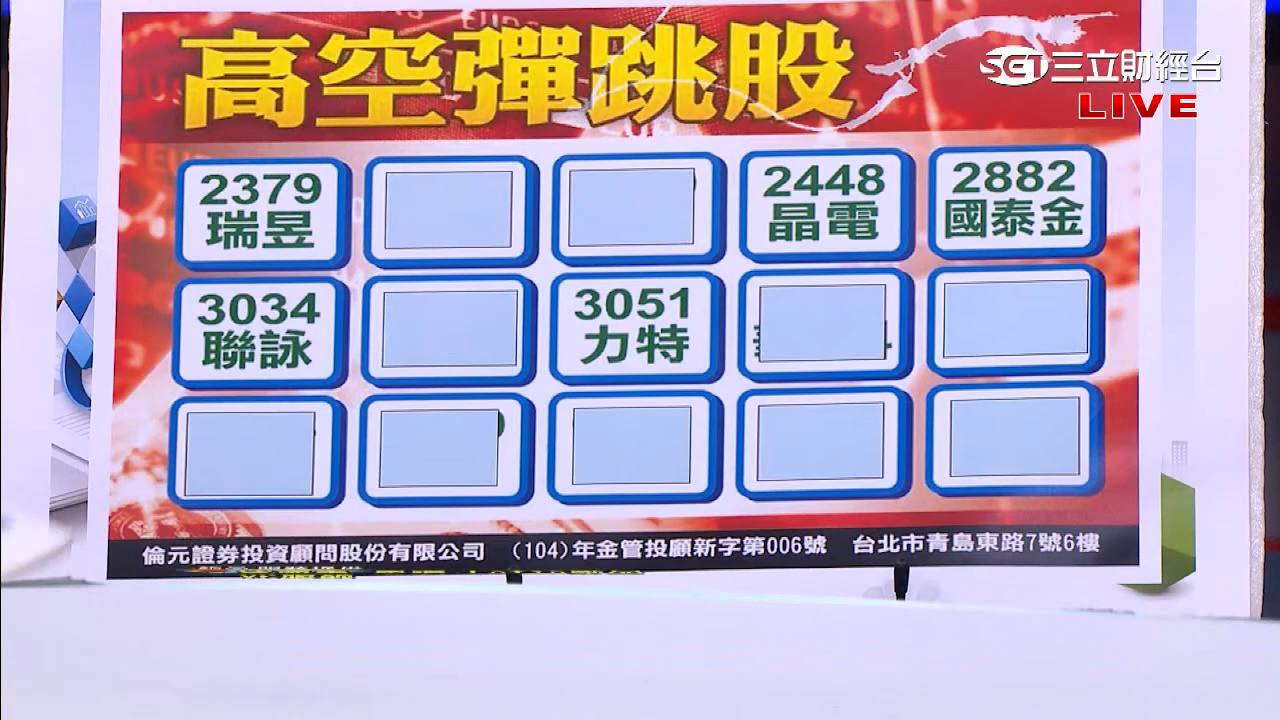 高空彈跳股
三立財經台
LIVE
2379
瑞昱
2448
晶電
2882
國泰金
3034
聯詠
3051
力特
倫元證券投資顧問股份有限公司 (104)年金管投顧新字第006號 台北市青島東路7號6樓